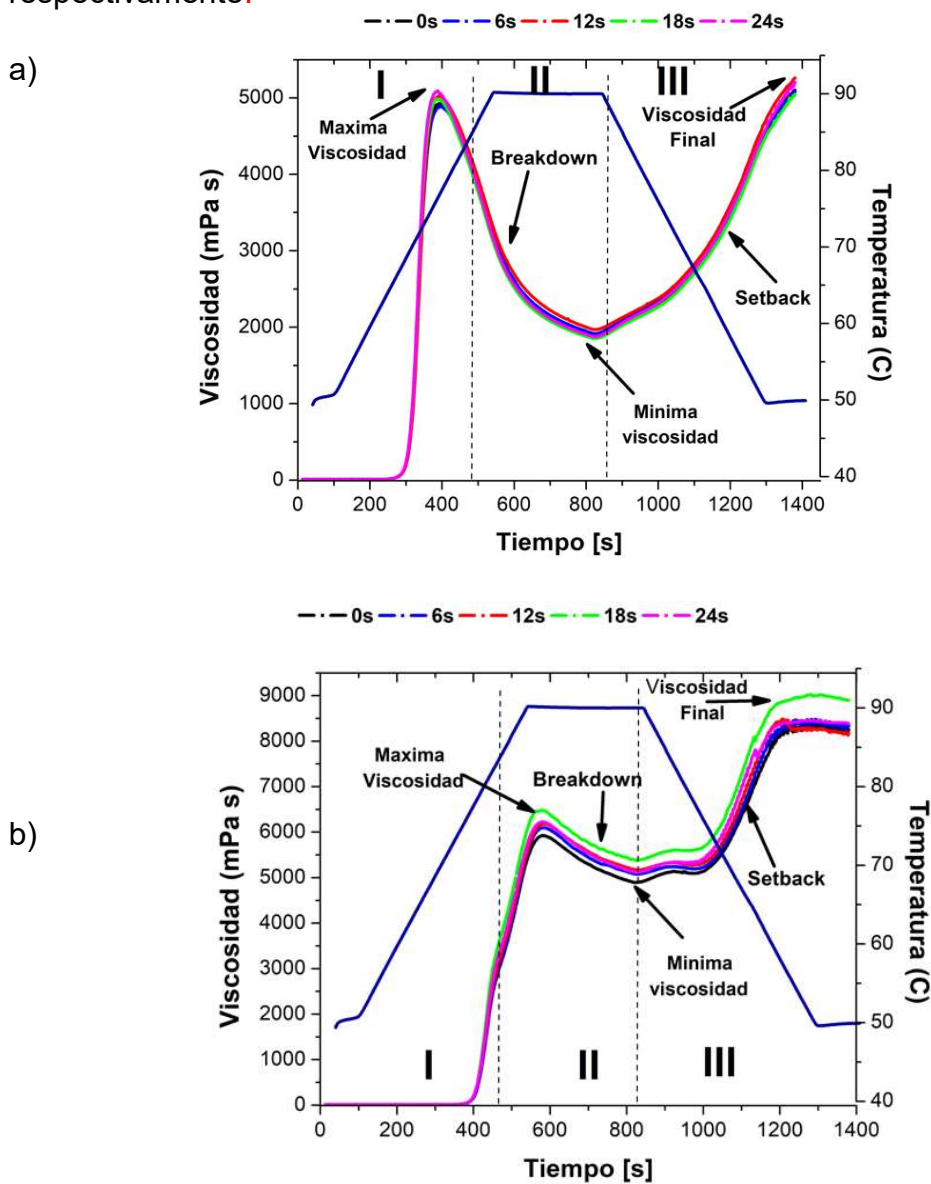 respectivamente.
0s 6s 12s 18s 24s
a)
I II III
5000
4000
3000
2000
1000
0
Viscosidad (mPa s)
Maxima
Viscosidad
Breakdown
Viscosidad
Final
Setback
Minima
viscosidad
90
80
70
60
50
40
Temperatura (C)
0 200 400 600 800 1000 1200 1400
Tiempo [s]
0s 6s 12s 18s 24s
b)
9000
8000
7000
6000
5000
4000
3000
2000
1000
0
Viscosidad (mPa s)
Maxima
Viscosidad
Breakdown
Viscosidad
Final
Setback
Minima
viscosidad
I II III
90
80
70
60
50
40
Temperatura (C)
0 200 400 600 800 1000 1200 1400
Tiempo [s]